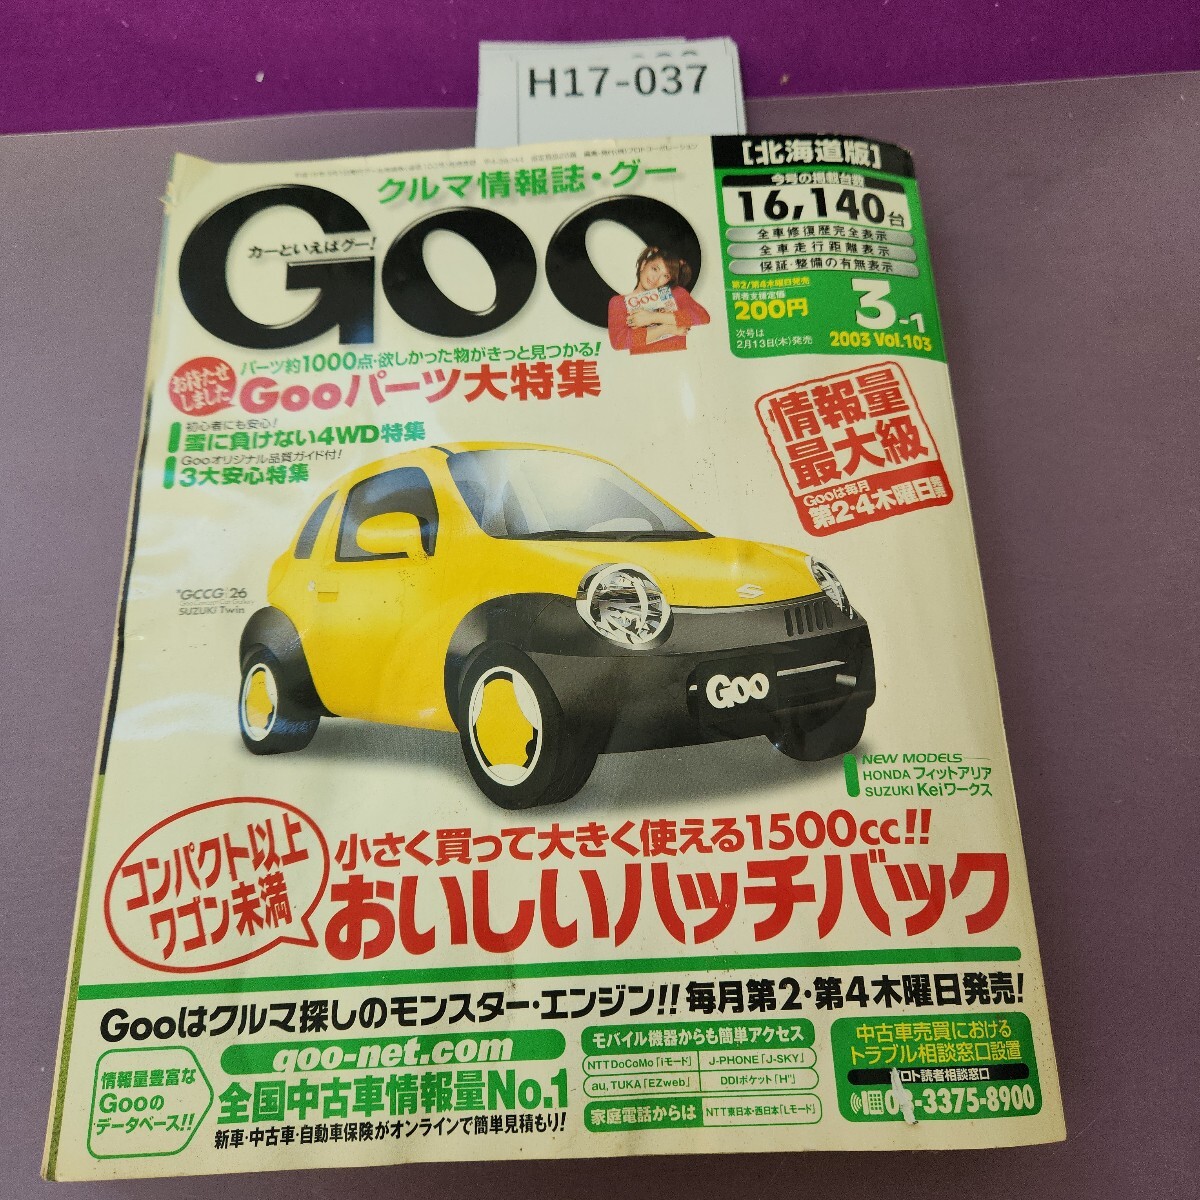 H17-037
クルマ情報誌・グー
Goo
カーといえばグー!
[北海道版]
今号の掲載台数
16,140台
全車修復歴完全表示
全車走行距離表示
保証・整備の有無表示
第2/第4木曜日発売
読者支援定価
200円
次号は
2月13日(木)発売
3-1
2003 Vol.103
お待たせしました
パーツ約1000点・欲しかった物がきっと見つかる!
Gooパーツ大特集
初心者にも安心!
雪に負けない4WD特集
Gooオリジナル品質ガイド付!
3大安心特集
情報量
最大級
Gooは毎月
第2・4木曜日発売
"GCCG"26
SUZUKI Twin
Goo
NEW MODELS
HONDA フィットアリア
SUZUKI Keiワークス
コンパクト以上
ワゴン未満
小さく買って大きく使える1500cc!!
おいしいハッチバック
Gooはクルマ探しのモンスター・エンジン!! 毎月第2・第4木曜日発売!
情報量豊富な
Gooの
データベース!!
goo-net.com
全国中古車情報量No.1
新車・中古車・自動車保険がオンラインで簡単見積もり!
モバイル機器からも簡単アクセス
NTT DoCoMo「iモード」
J-PHONE「J-SKY」
au, TUKA「EZweb」
DDIポケット「H"」
家庭電話からは
NTT東日本・西日本「Lモード」
中古車売買における
トラブル相談窓口設置
プロト読者相談窓口
03-3375-8900